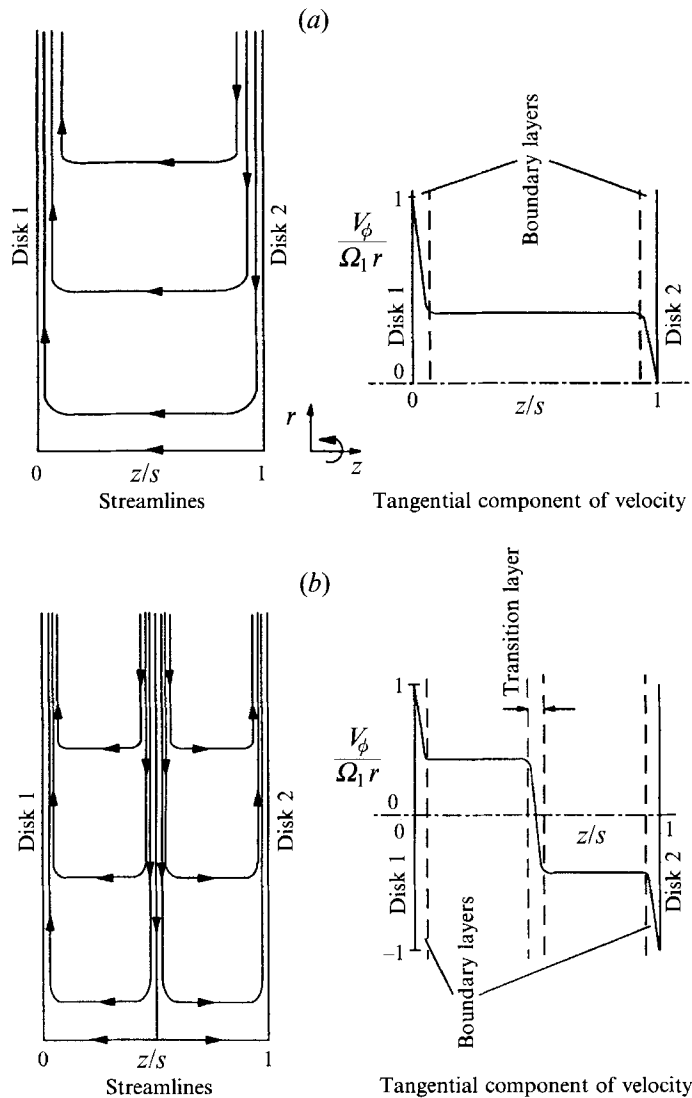 (a)
Disk 1
Disk 2
0
z/s
1
Streamlines
r
z
Boundary layers
1
V_ϕ
Ω₁ r
Disk 1
Disk 2
0
0
z/s
1
Tangential component of velocity
(b)
Disk 1
Disk 2
0
z/s
1
Streamlines
Transition layer
1
V_ϕ
Ω₁ r
0
0
z/s
1
Disk 1
Disk 2
–1
Boundary layers
Tangential component of velocity